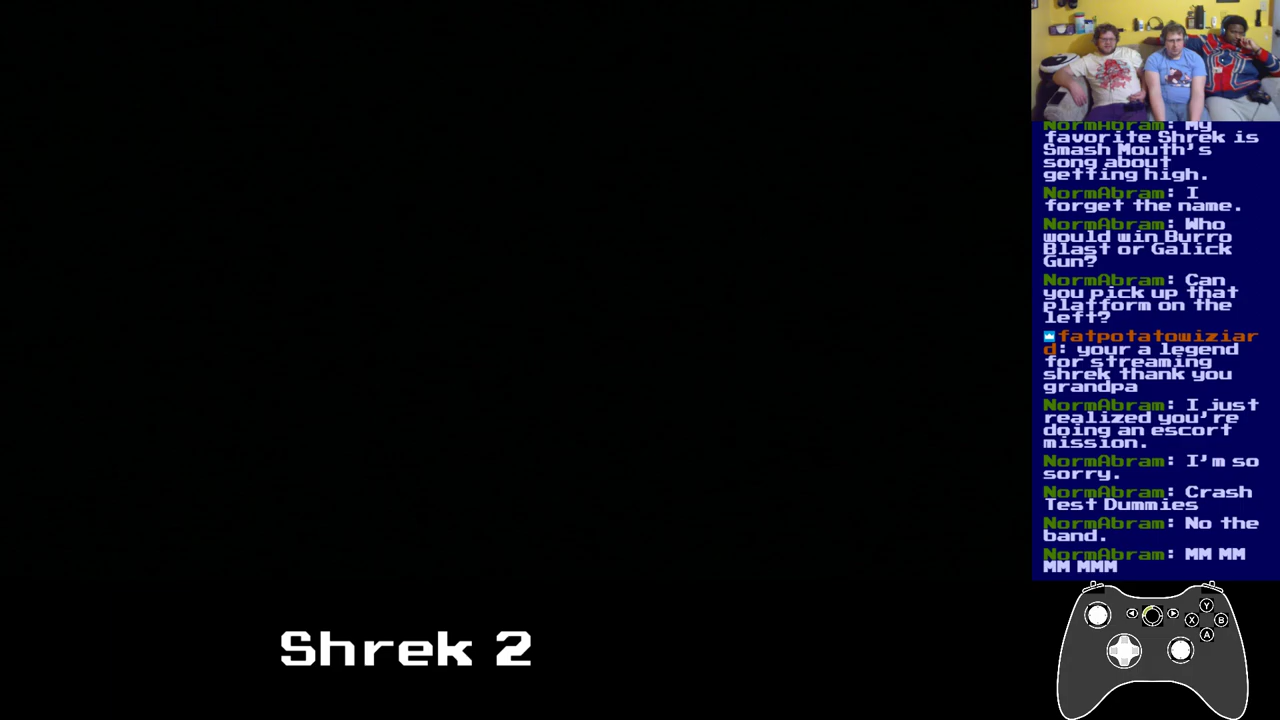 NormAbram: My
favorite Shrek is
Smash Mouth's
song about
getting high.
NormAbram: I
forget the name.
NormAbram: Who
would win Burro
Blast or Galick
Gun?
NormAbram: Can
you pick up that
platform on the
left?
fatpotatowiziar
d: your a legend
for streaming
shrek thank you
grandpa
NormAbram: I just
realized you're
doing an escort
mission.
NormAbram: I'm so
sorry.
NormAbram: Crash
Test Dummies
NormAbram: No the
band.
NormAbram: MM MM
MM MMM
Shrek 2
Y
X B
A